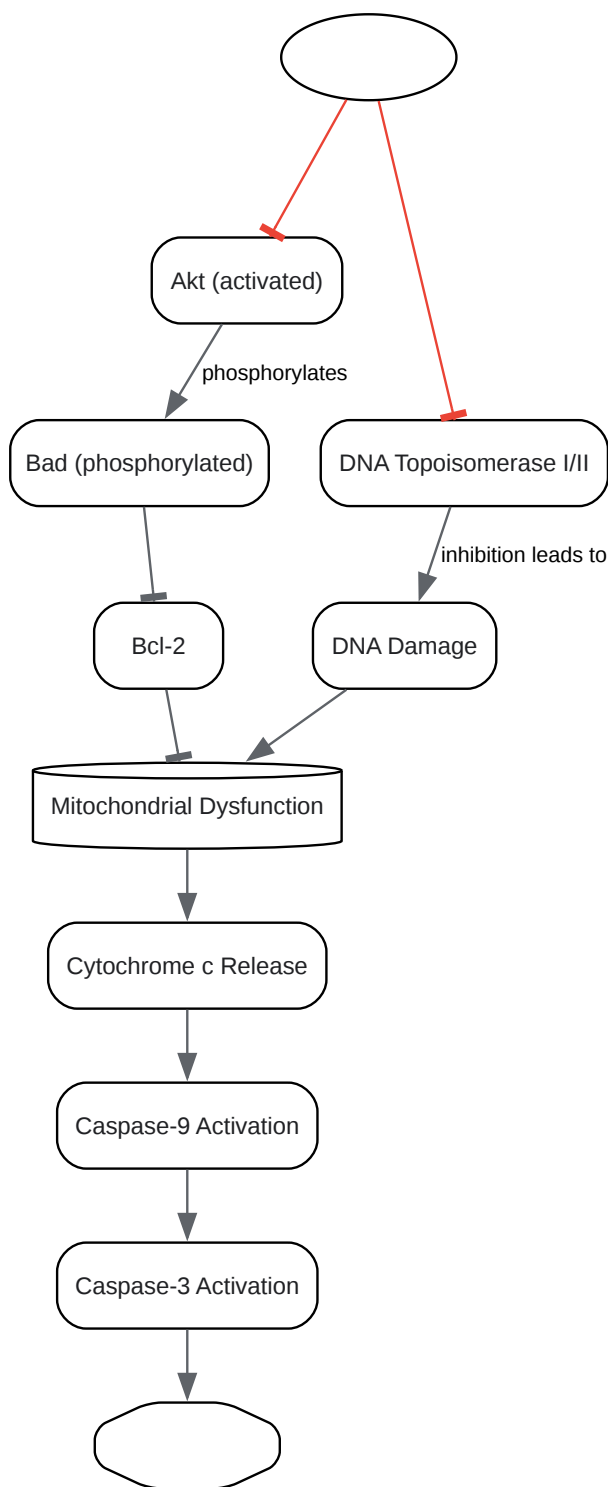 Akt (activated)
phosphorylates
Bad (phosphorylated)
DNA Topoisomerase I/II
inhibition leads to
Bcl-2
DNA Damage
Mitochondrial Dysfunction
Cytochrome c Release
Caspase-9 Activation
Caspase-3 Activation